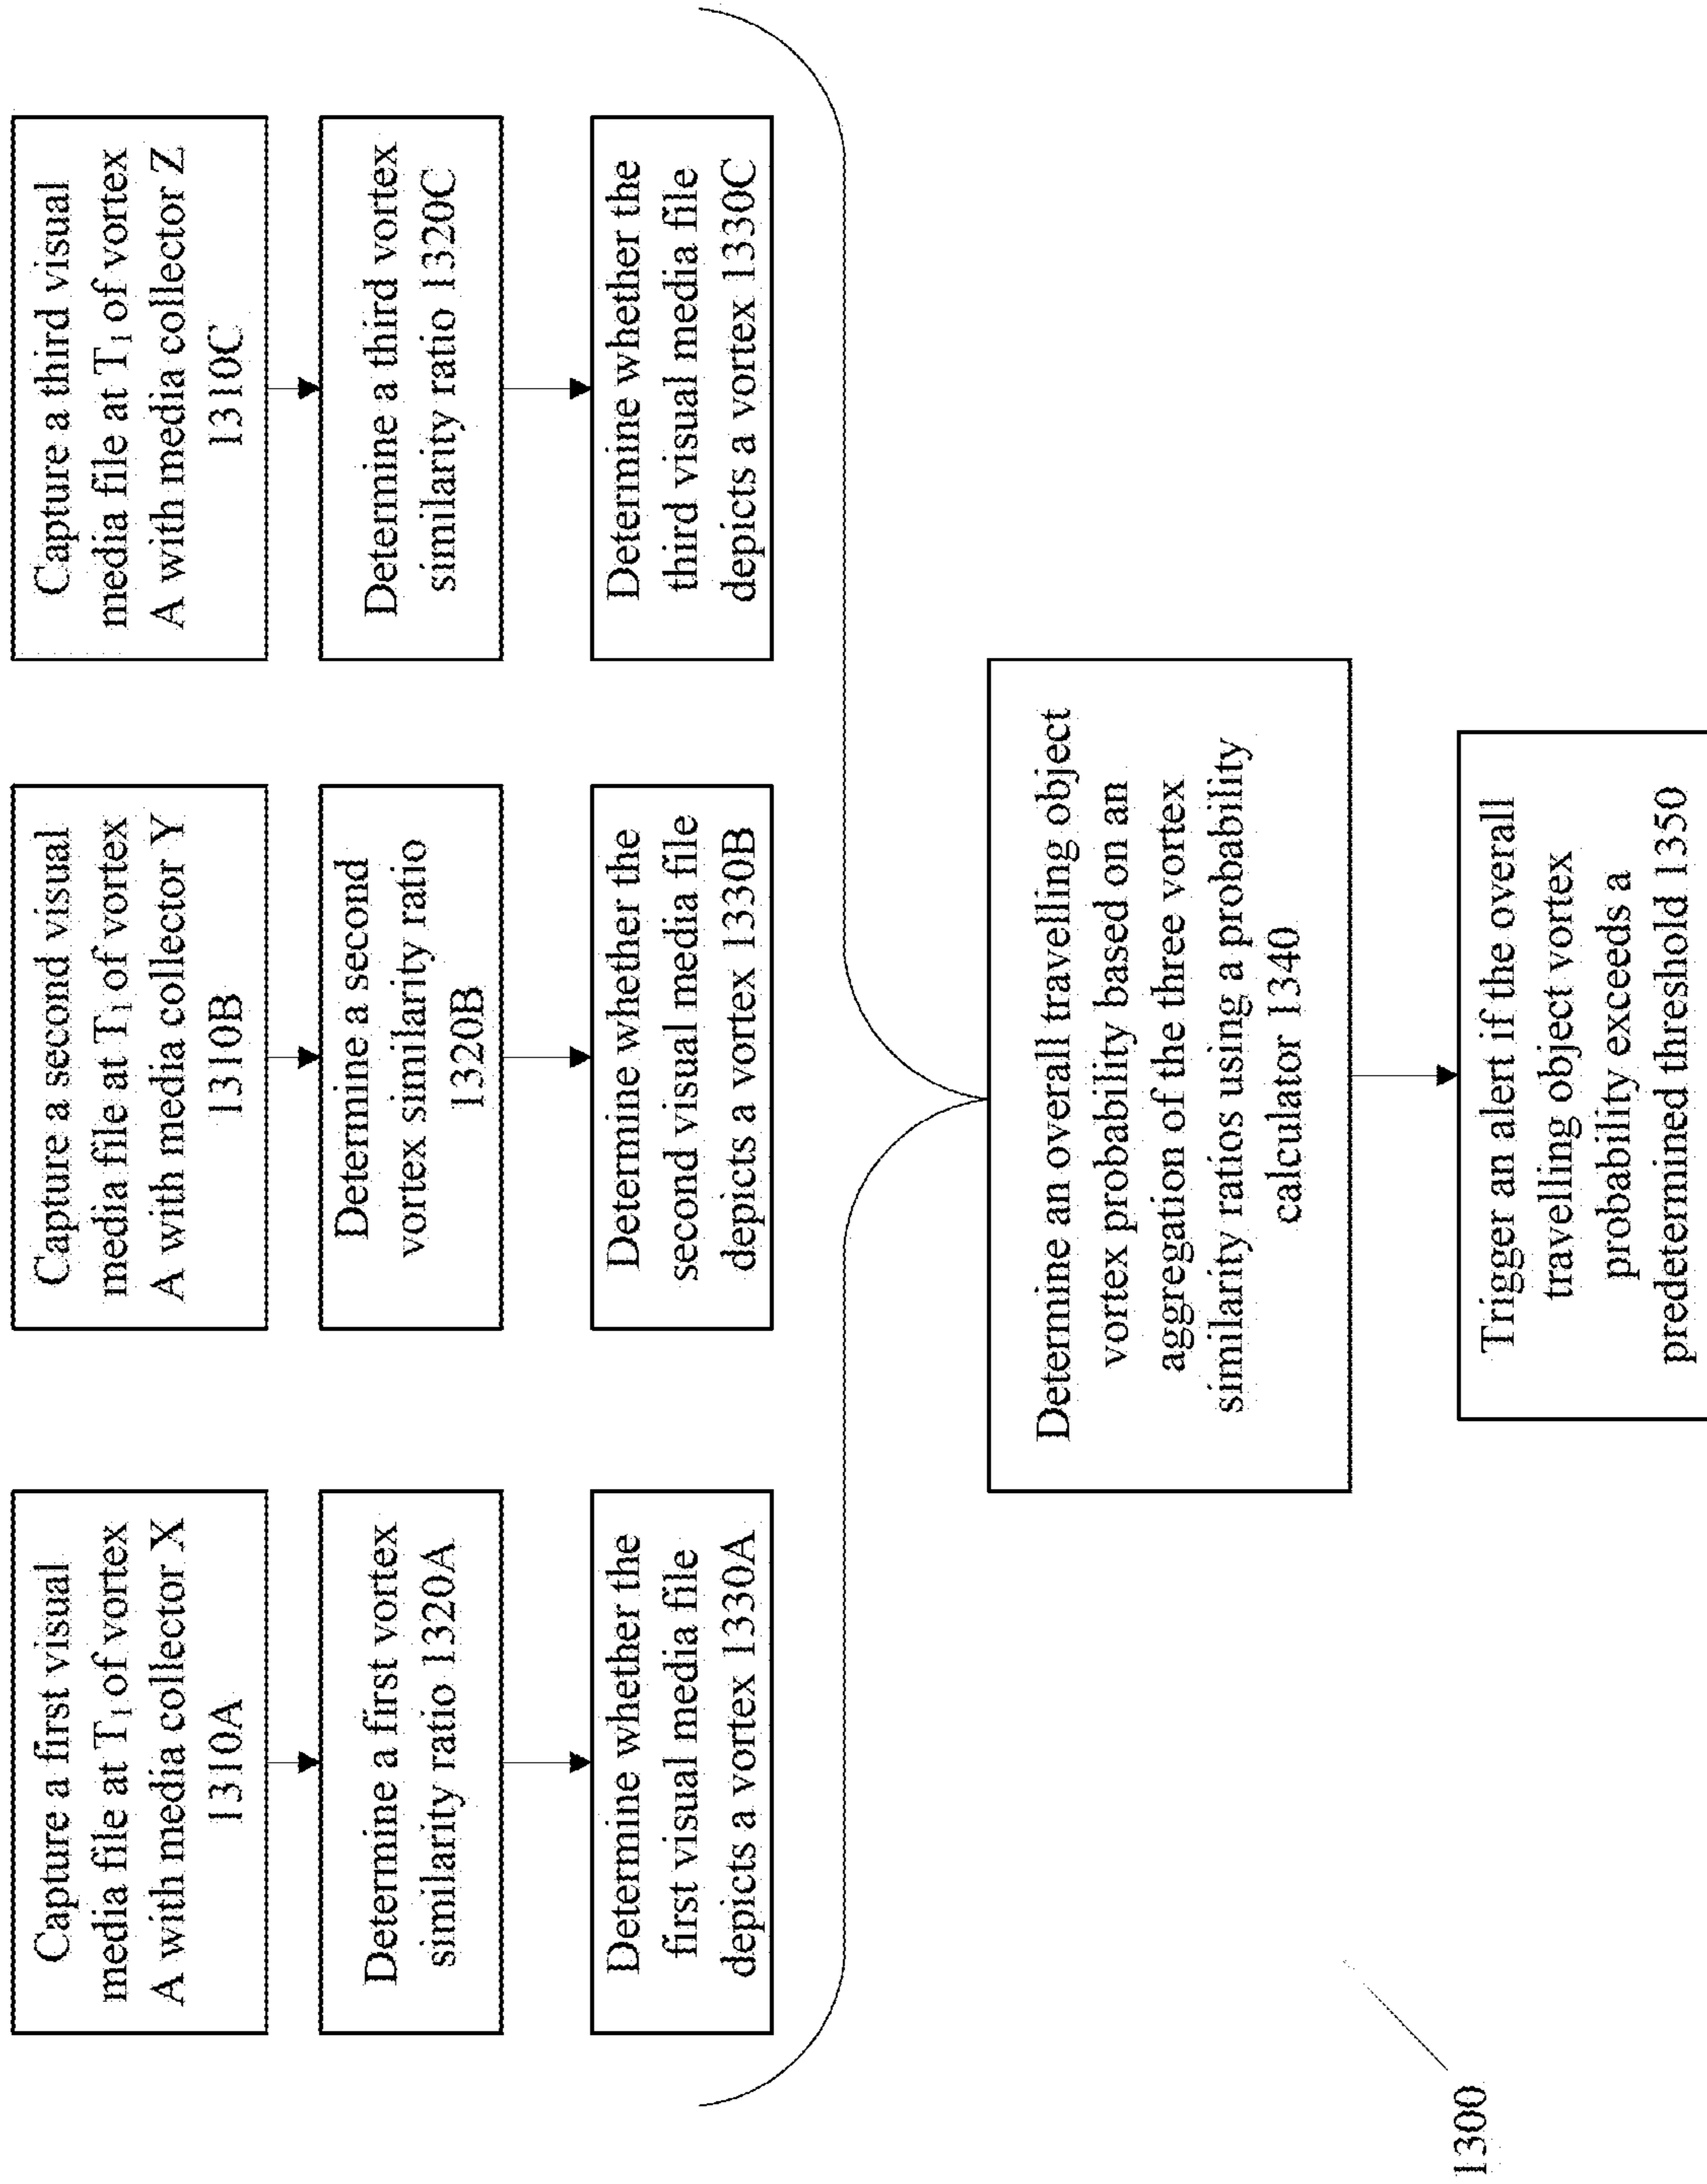 Capture a first visual
media file at T1 of vortex
A with media collector X
1310A
Determine a first vortex
similarity ratio 1320A
Determine whether the
first visual media file
depicts a vortex 1330A
Capture a second visual
media file at T1 of vortex
A with media collector Y
1310B
Determine a second
vortex similarity ratio
1320B
Determine whether the
second visual media file
depicts a vortex 1330B
Capture a third visual
media file at T1 of vortex
A with media collector Z
1310C
Determine a third vortex
similarity ratio 1320C
Determine whether the
third visual media file
depicts a vortex 1330C
Determine an overall travelling object
vortex probability based on an
aggregation of the three vortex
similarity ratios using a probability
calculator 1340
Trigger an alert if the overall
travelling object vortex
probability exceeds a
predetermined threshold 1350
1300